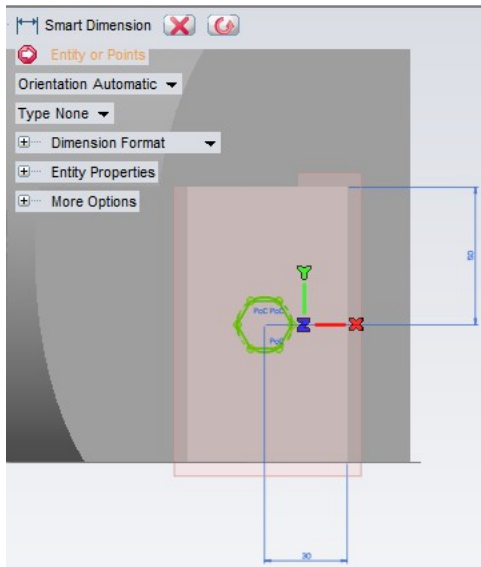 Smart Dimension
Entity or Points
Orientation Automatic
Type None
Dimension Format
Entity Properties
More Options
Y
50
PoC PoC
Z X
PoC
30